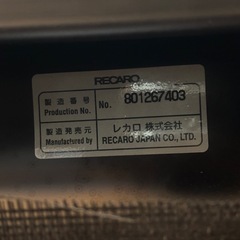 RECARO
製造番号 No. 801267403
Production No.
製造発売元 レカロ 株式会社
Manufactured by RECARO JAPAN CO., LTD.